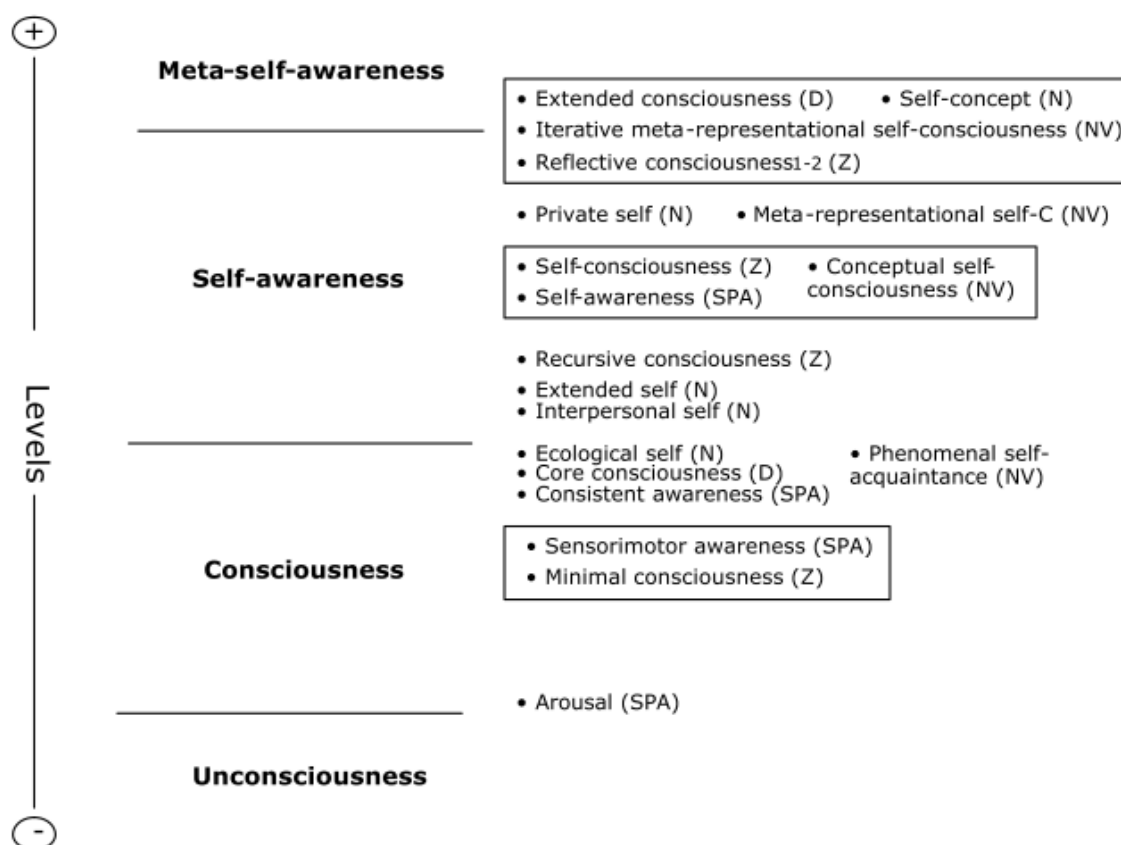 +
Meta-self-awareness
• Extended consciousness (D) • Self-concept (N)
• Iterative meta-representational self-consciousness (NV)
• Reflective consciousness1-2 (Z)
• Private self (N) • Meta-representational self-C (NV)
Self-awareness
• Self-consciousness (Z) • Conceptual self-
• Self-awareness (SPA) consciousness (NV)
• Recursive consciousness (Z)
• Extended self (N)
• Interpersonal self (N)
Levels
• Ecological self (N) • Phenomenal self-
• Core consciousness (D) acquaintance (NV)
• Consistent awareness (SPA)
Consciousness
• Sensorimotor awareness (SPA)
• Minimal consciousness (Z)
• Arousal (SPA)
Unconsciousness
-